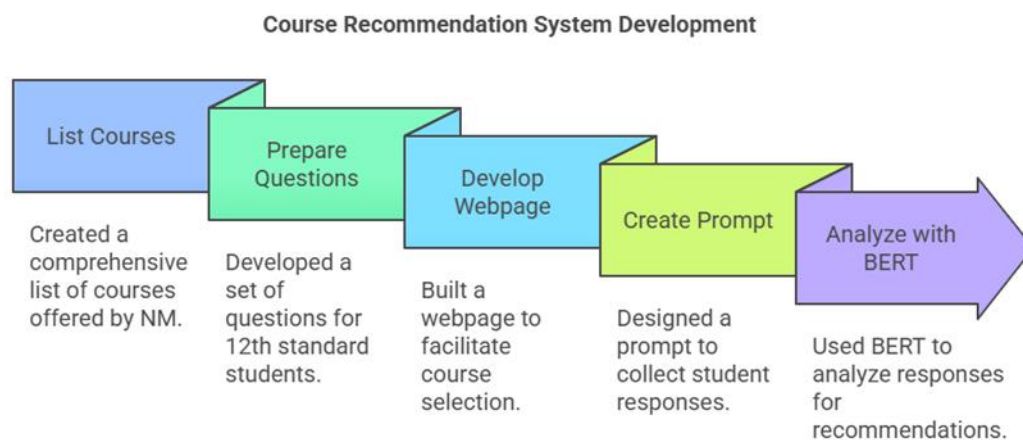 Course Recommendation System Development
List Courses
Created a
comprehensive
list of courses
offered by NM.
Prepare
Questions
Developed a
set of
questions for
12th standard
students.
Develop
Webpage
Built a
webpage to
facilitate
course
selection.
Create Prompt
Designed a
prompt to
collect student
responses.
Analyze with
BERT
Used BERT to
analyze responses
for
recommendations.